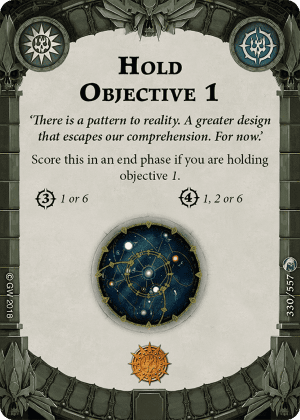 HOLD
OBJECTIVE 1
‘There is a pattern to reality. A greater design
that escapes our comprehension. For now.’
Score this in an end phase if you are holding
objective 1.
3 1 or 6
4 1, 2 or 6
© GW 2018
330/557